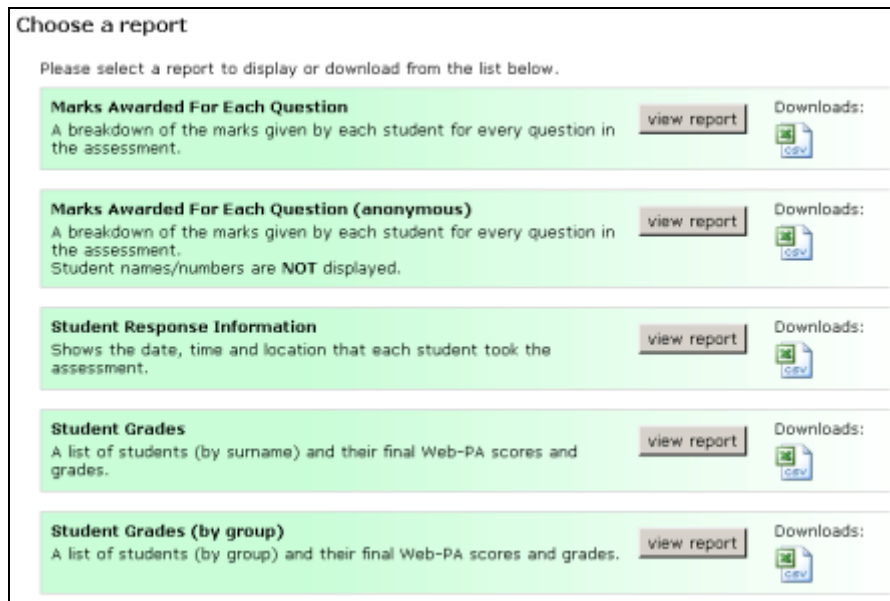 Choose a report
Please select a report to display or download from the list below.
Marks Awarded For Each Question
A breakdown of the marks given by each student for every question in
the assessment.
view report
Downloads:
CSV
Marks Awarded For Each Question (anonymous)
A breakdown of the marks given by each student for every question in
the assessment.
Student names/numbers are NOT displayed.
view report
Downloads:
CSV
Student Response Information
Shows the date, time and location that each student took the
assessment.
view report
Downloads:
CSV
Student Grades
A list of students (by surname) and their final Web-PA scores and
grades.
view report
Downloads:
CSV
Student Grades (by group)
A list of students (by group) and their final Web-PA scores and grades.
view report
Downloads:
CSV